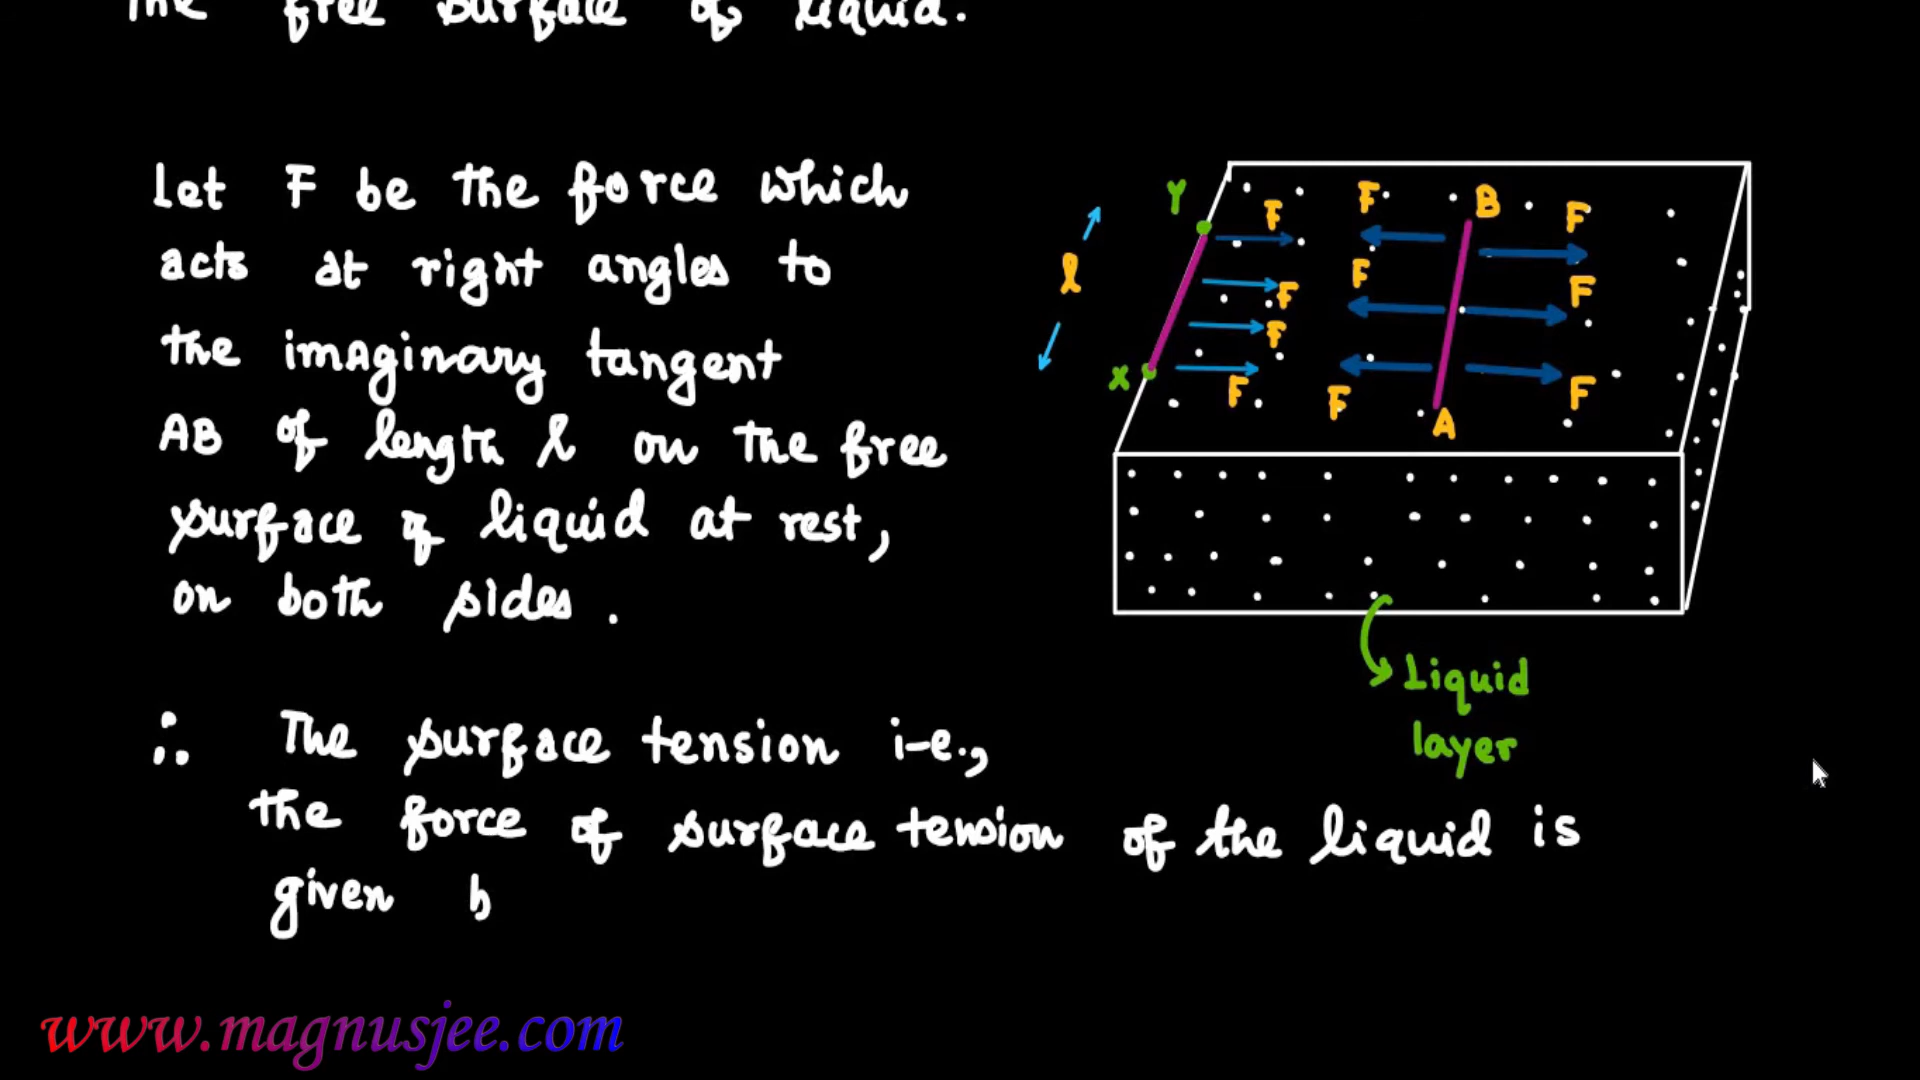 The free surface of liquid.
Let F be the force which
acts at right angles to
the imaginary tangent
AB of length l on the free
surface of liquid at rest,
on both sides.
∴ The surface tension i-e.,
the force of surface tension of the liquid is
given b
Y
F
F
B
F
l
F
F
F
F
X
F
F
A
F
Liquid
layer
www.magnusjee.com